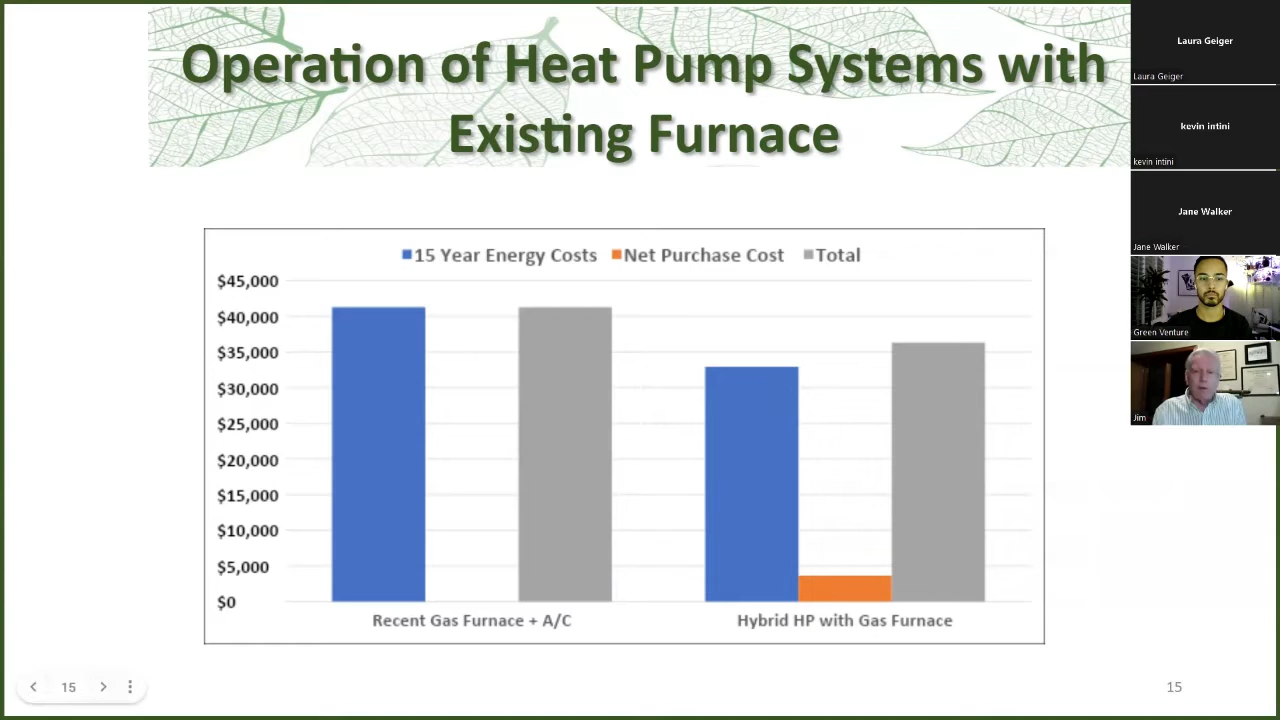 Operation of Heat Pump Systems with
Existing Furnace
15 Year Energy Costs Net Purchase Cost Total
$45,000
$40,000
$35,000
$30,000
$25,000
$20,000
$15,000
$10,000
$5,000
$0
Recent Gas Furnace + A/C
Hybrid HP with Gas Furnace
15
15
Laura Geiger
Laura Geiger
kevin intini
kevin intini
Jane Walker
Jane Walker
Green Venture
Jim